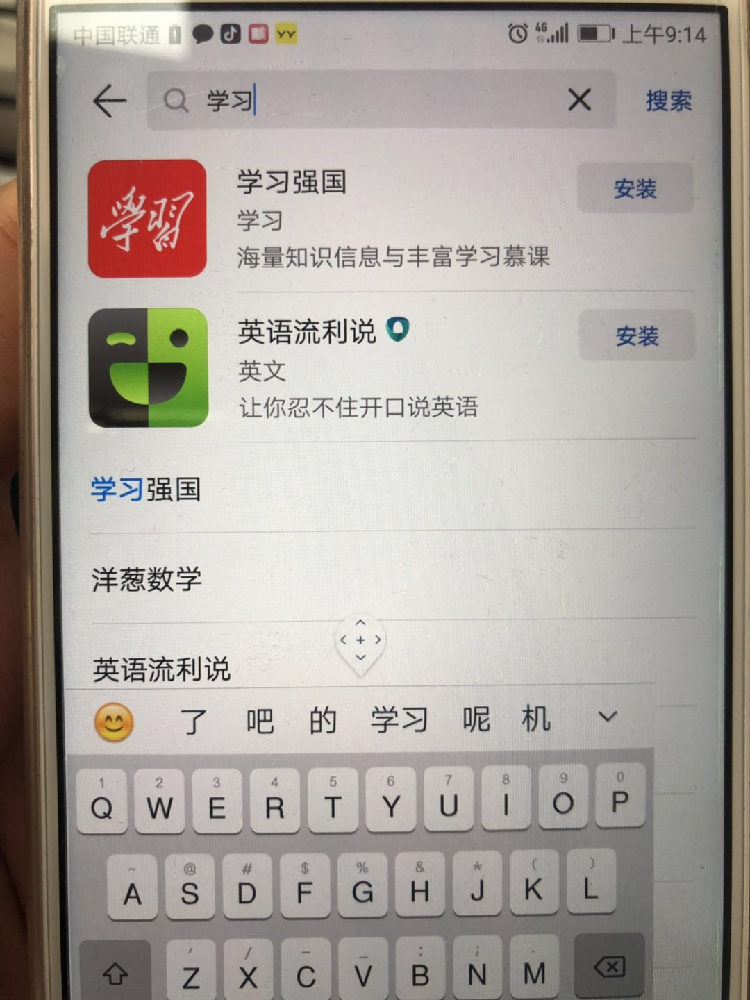 中国联通 YY 4G 上午9:14
学习 搜索
學習
学习强国 安装
学习
海量知识信息与丰富学习慕课
英语流利说 安装
英文
让你忍不住开口说英语
学习强国
洋葱数学
英语流利说
了 吧 的 学习 呢 机
1 2 3 4 5 6 7 8 9 0
Q W E R T Y U I O P
~ @ # $ % & * ( )
A S D F G H J K L
' / - _ : ; 、
Z X C V B N M